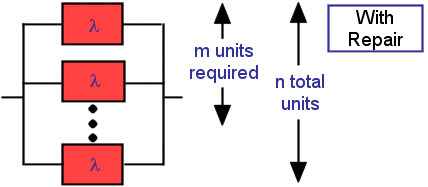 λ
m units
required
With
Repair
λ
n total
units
λ